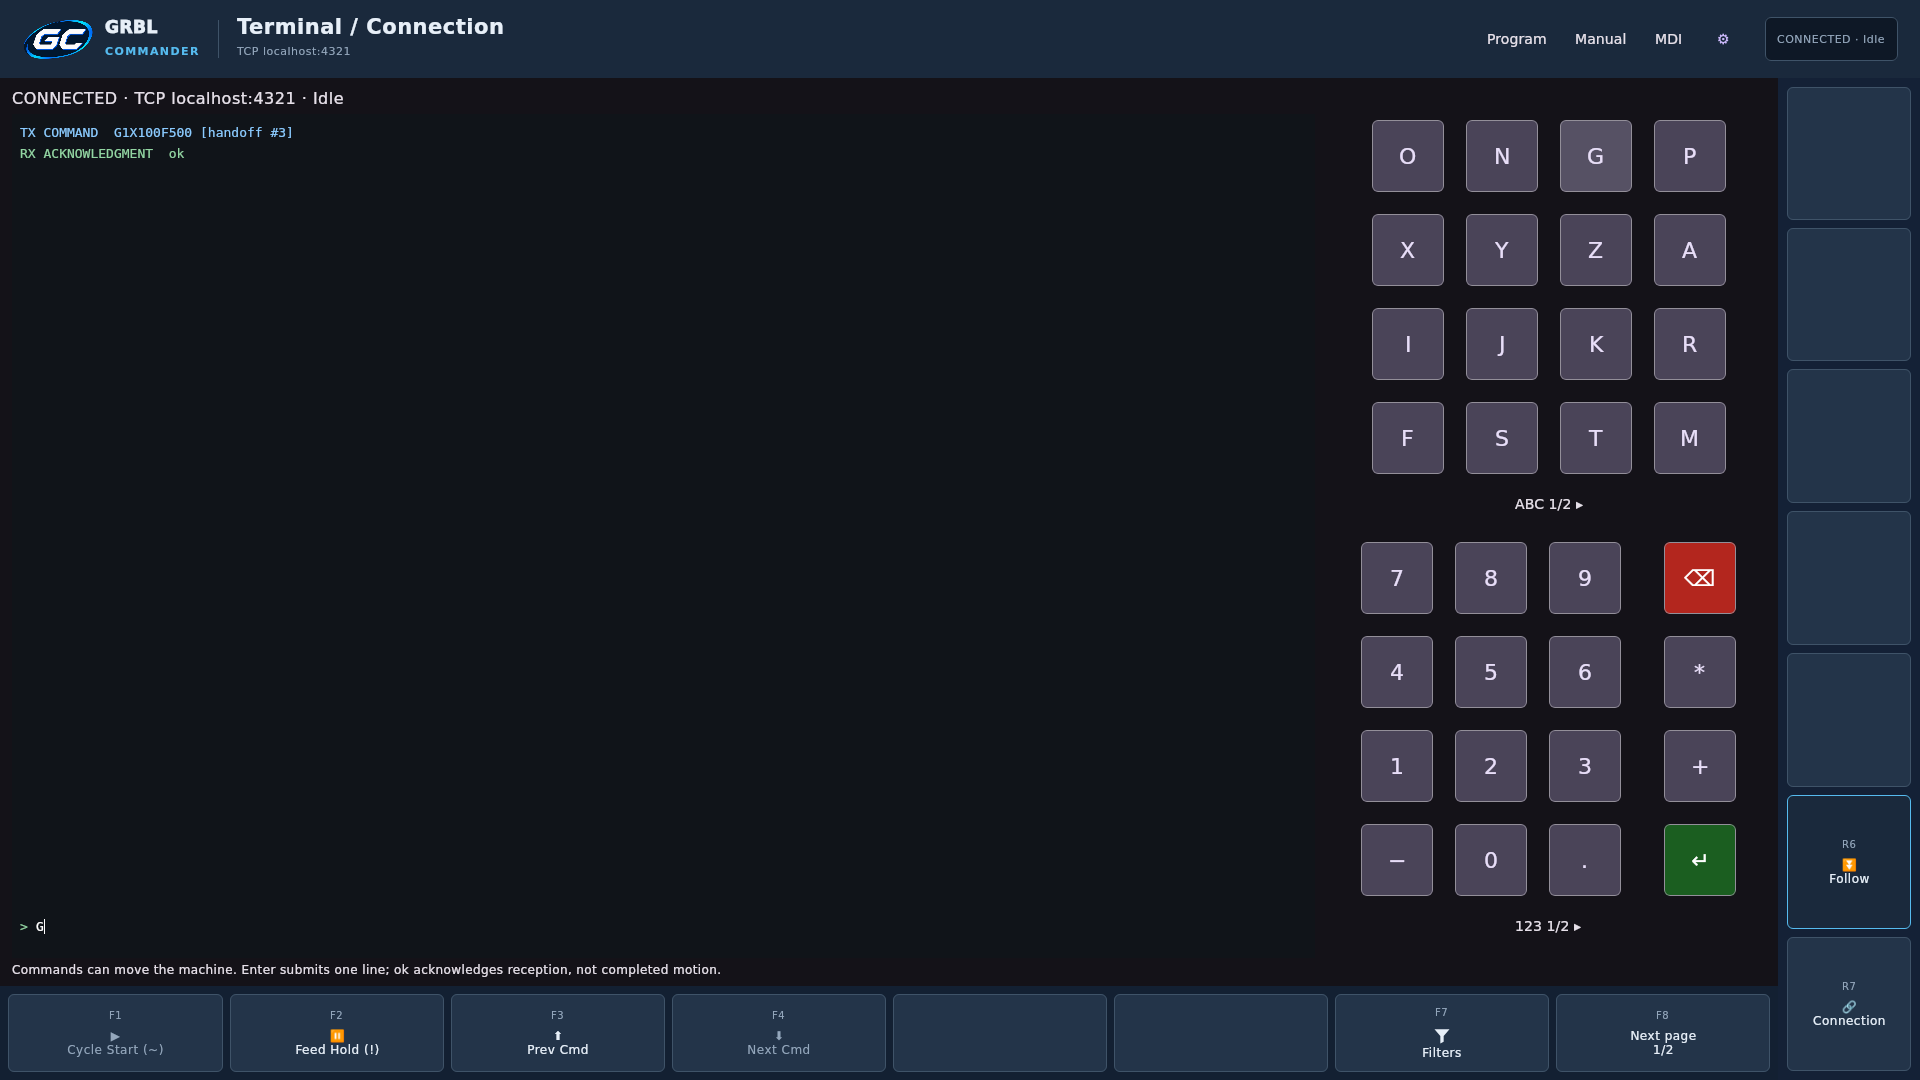 GC GRBL
COMMANDER
Terminal / Connection
TCP localhost:4321
Program Manual MDI ⚙
CONNECTED · Idle
CONNECTED · TCP localhost:4321 · Idle
TX COMMAND  G1X100F500 [handoff #3]
RX ACKNOWLEDGMENT  ok
O N G P
X Y Z A
I J K R
F S T M
ABC 1/2 ▸
7 8 9 ⌫
4 5 6 *
1 2 3 +
− 0 . ↵
123 1/2 ▸
> G
Commands can move the machine. Enter submits one line; ok acknowledges reception, not completed motion.
R6
Follow
R7
Connection
F1
Cycle Start (~)
F2
Feed Hold (!)
F3
Prev Cmd
F4
Next Cmd
F7
Filters
F8
Next page
1/2